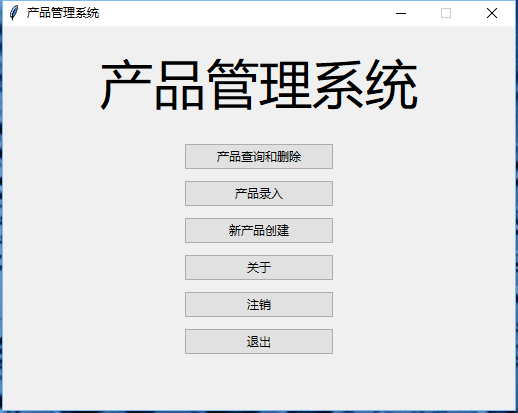 产品管理系统
产品管理系统
产品查询和删除
产品录入
新产品创建
关于
注销
退出